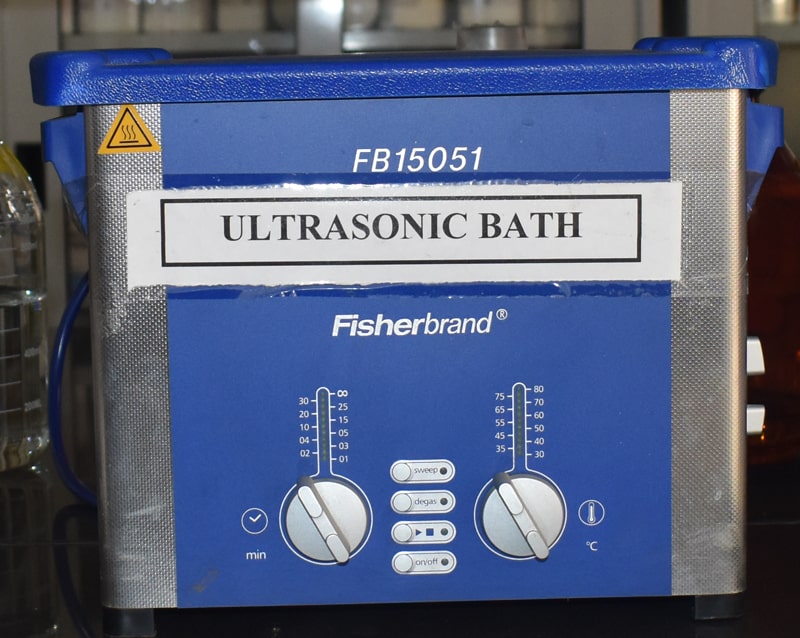 FB15051
ULTRASONIC BATH
Fisherbrand®
30 ∞
20 25
10 15
04 05
02 03
01
75 80
65 70
55 60
45 50
35 40
30
sweep
degas
on/off
min
°C